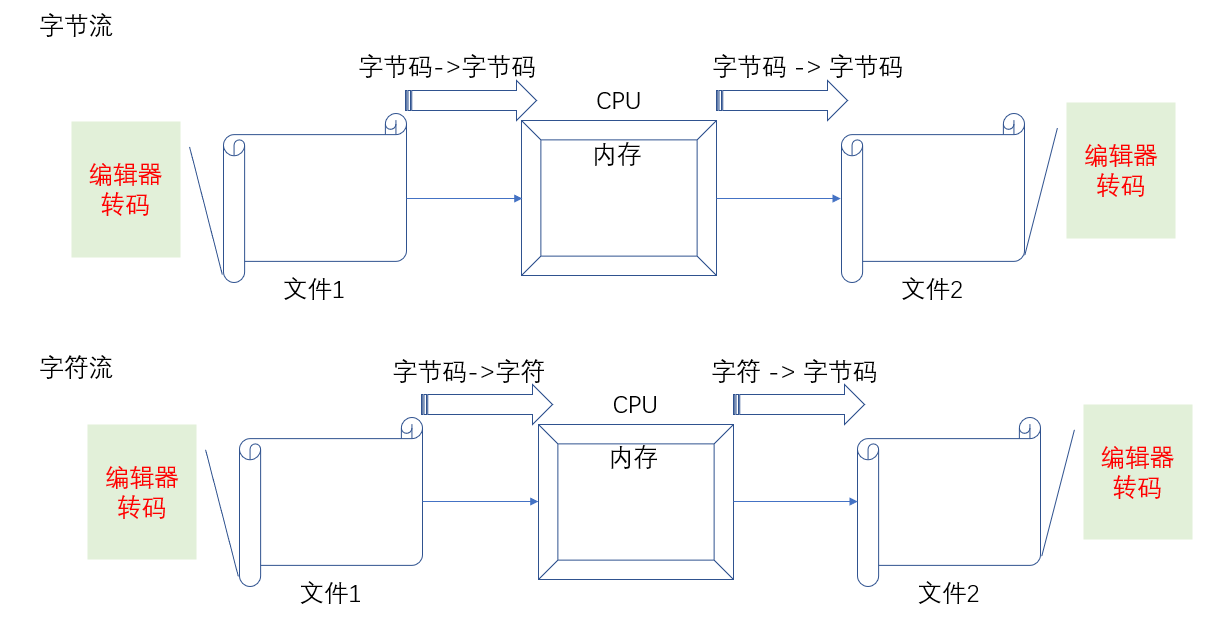 字节流
字节码->字节码
字节码 -> 字节码
CPU
内存
编辑器
转码
编辑器
转码
文件1
文件2
字符流
字节码->字符
字符 -> 字节码
CPU
内存
编辑器
转码
编辑器
转码
文件1
文件2